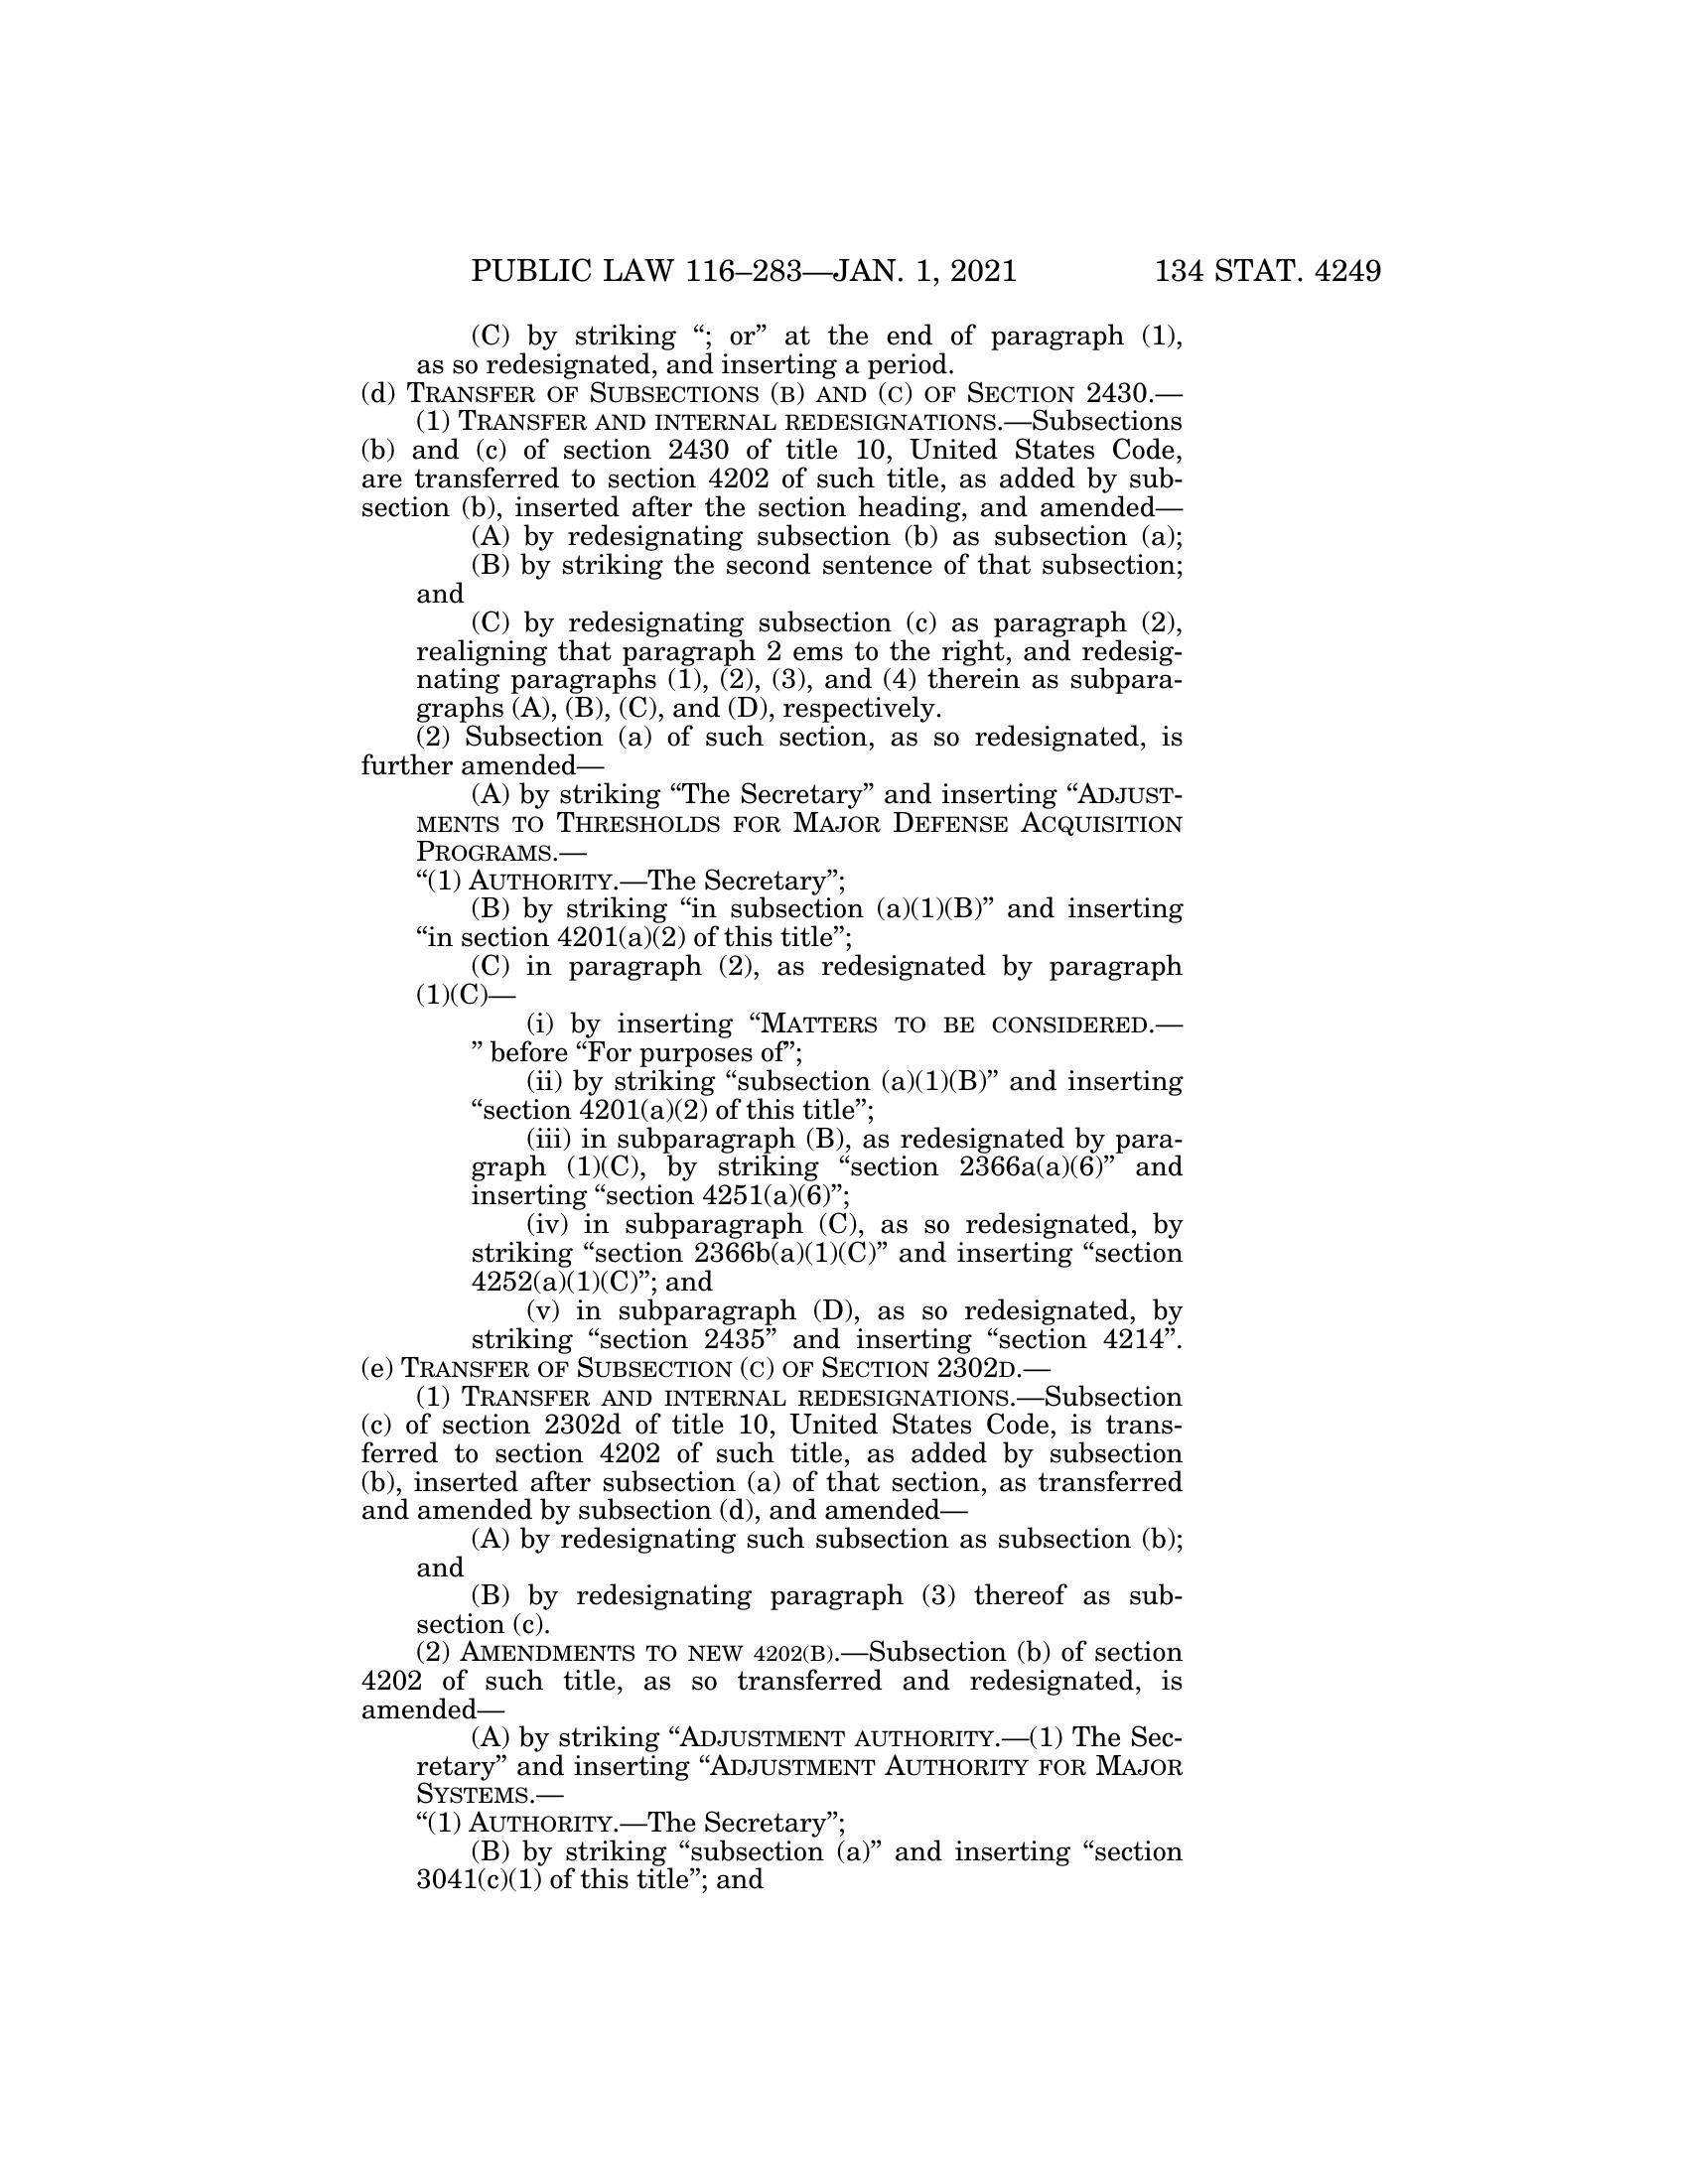 PUBLIC LAW 116–283—JAN. 1, 2021 134 STAT. 4249
(C) by striking “; or” at the end of paragraph (1),
as so redesignated, and inserting a period.
(d) TRANSFER OF SUBSECTIONS (B) AND (C) OF SECTION 2430.—
(1) TRANSFER AND INTERNAL REDESIGNATIONS.—Subsections
(b) and (c) of section 2430 of title 10, United States Code,
are transferred to section 4202 of such title, as added by sub-
section (b), inserted after the section heading, and amended—
(A) by redesignating subsection (b) as subsection (a);
(B) by striking the second sentence of that subsection;
and
(C) by redesignating subsection (c) as paragraph (2),
realigning that paragraph 2 ems to the right, and redesig-
nating paragraphs (1), (2), (3), and (4) therein as subpara-
graphs (A), (B), (C), and (D), respectively.
(2) Subsection (a) of such section, as so redesignated, is
further amended—
(A) by striking “The Secretary” and inserting “ADJUST-
MENTS TO THRESHOLDS FOR MAJOR DEFENSE ACQUISITION
PROGRAMS.—
“(1) AUTHORITY.—The Secretary”;
(B) by striking “in subsection (a)(1)(B)” and inserting
“in section 4201(a)(2) of this title”;
(C) in paragraph (2), as redesignated by paragraph
(1)(C)—
(i) by inserting “MATTERS TO BE CONSIDERED.—
” before “For purposes of”;
(ii) by striking “subsection (a)(1)(B)” and inserting
“section 4201(a)(2) of this title”;
(iii) in subparagraph (B), as redesignated by para-
graph (1)(C), by striking “section 2366a(a)(6)” and
inserting “section 4251(a)(6)”;
(iv) in subparagraph (C), as so redesignated, by
striking “section 2366b(a)(1)(C)” and inserting “section
4252(a)(1)(C)”; and
(v) in subparagraph (D), as so redesignated, by
striking “section 2435” and inserting “section 4214”.
(e) TRANSFER OF SUBSECTION (C) OF SECTION 2302D.—
(1) TRANSFER AND INTERNAL REDESIGNATIONS.—Subsection
(c) of section 2302d of title 10, United States Code, is trans-
ferred to section 4202 of such title, as added by subsection
(b), inserted after subsection (a) of that section, as transferred
and amended by subsection (d), and amended—
(A) by redesignating such subsection as subsection (b);
and
(B) by redesignating paragraph (3) thereof as sub-
section (c).
(2) AMENDMENTS TO NEW 4202(B).—Subsection (b) of section
4202 of such title, as so transferred and redesignated, is
amended—
(A) by striking “ADJUSTMENT AUTHORITY.—(1) The Sec-
retary” and inserting “ADJUSTMENT AUTHORITY FOR MAJOR
SYSTEMS.—
“(1) AUTHORITY.—The Secretary”;
(B) by striking “subsection (a)” and inserting “section
3041(c)(1) of this title”; and